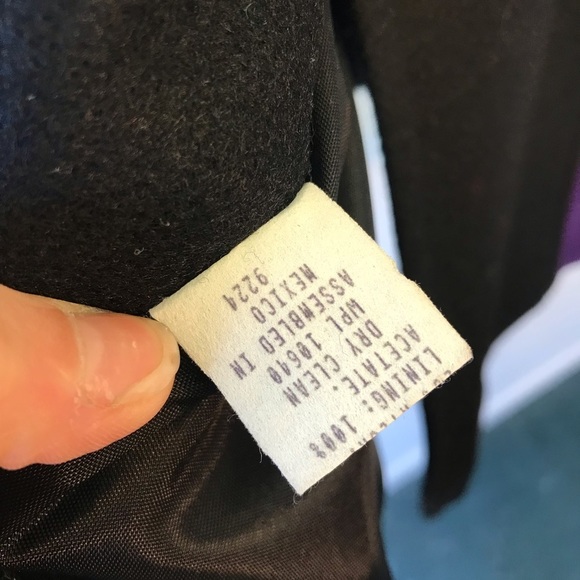 LINING: 100%
ACETATE
DRY CLEAN
WPL 10640
ASSEMBLED IN
MEXICO
9224